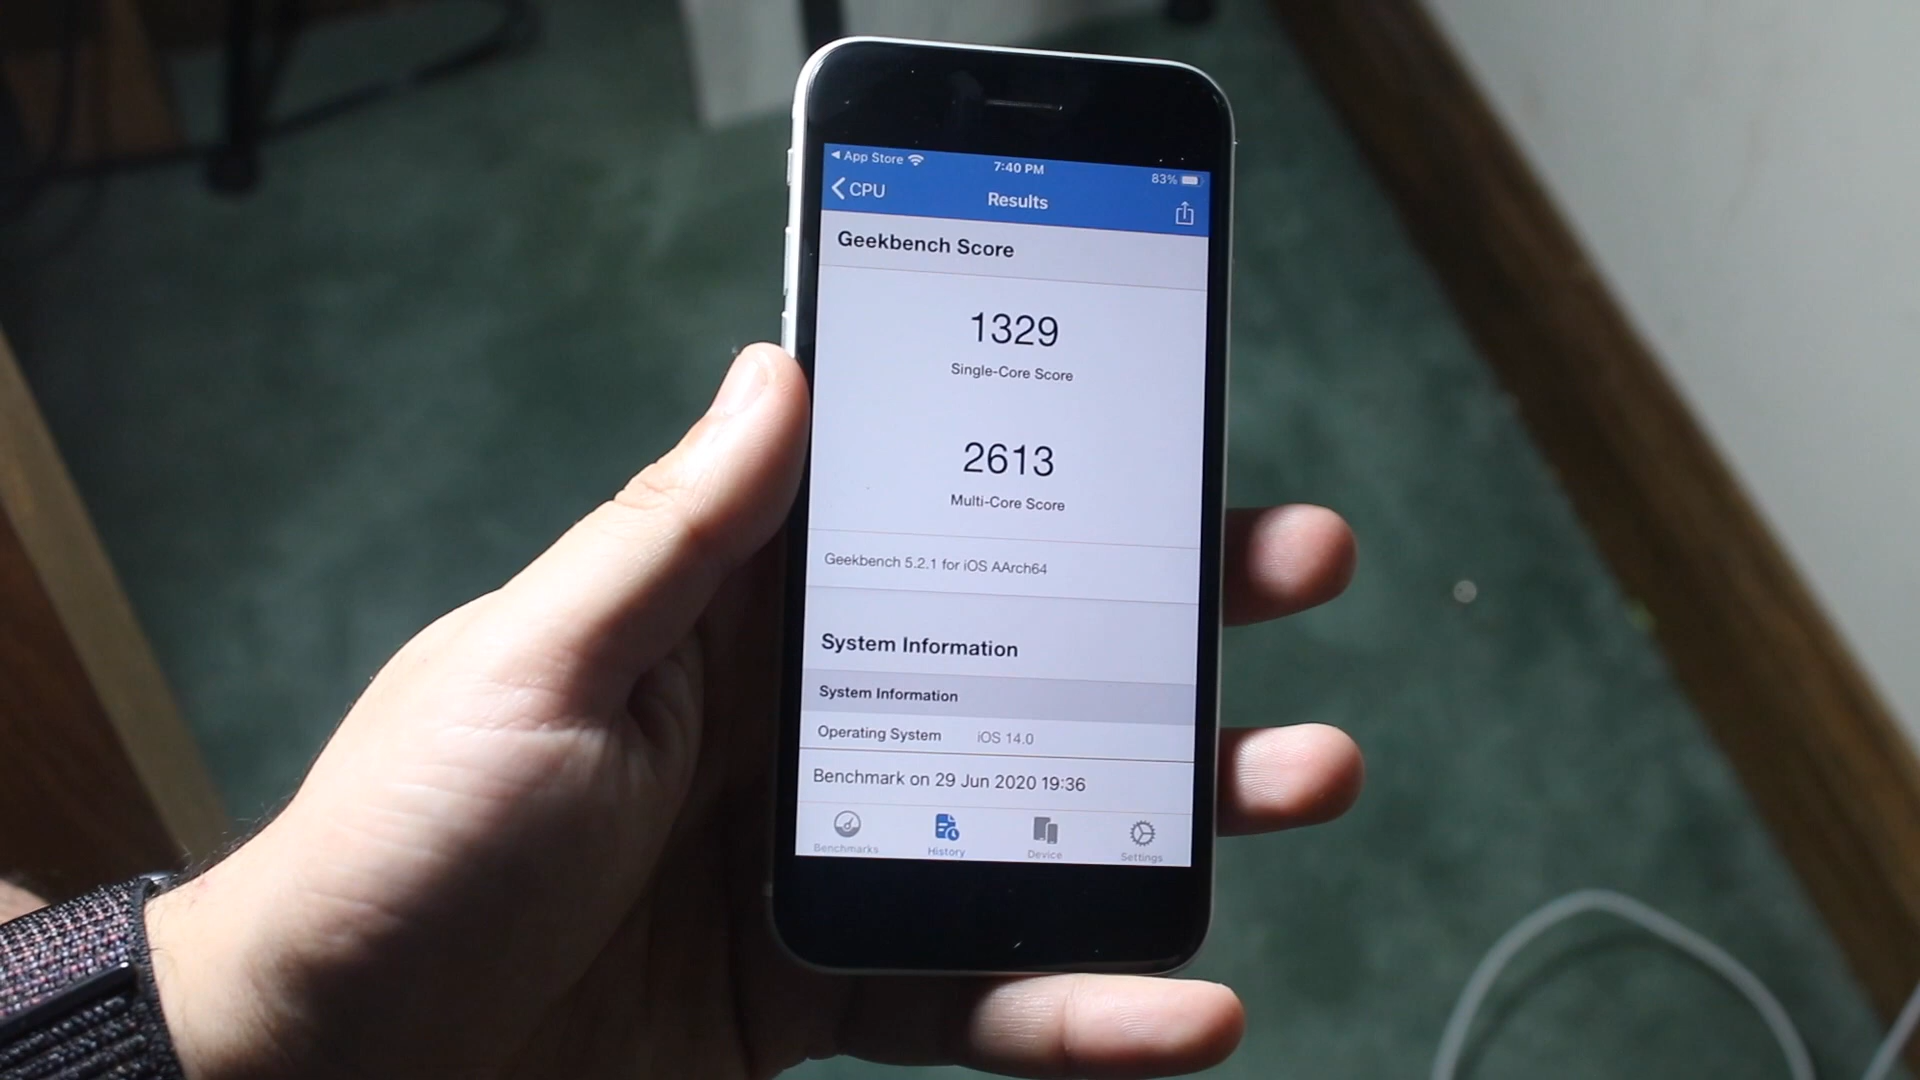 App Store
7:40 PM
83%
CPU
Results
Geekbench Score
1329
Single-Core Score
2613
Multi-Core Score
Geekbench 5.2.1 for iOS AArch64
System Information
System Information
Operating System iOS 14.0
Benchmark on 29 Jun 2020 19:36
Benchmarks
History
Device
Settings